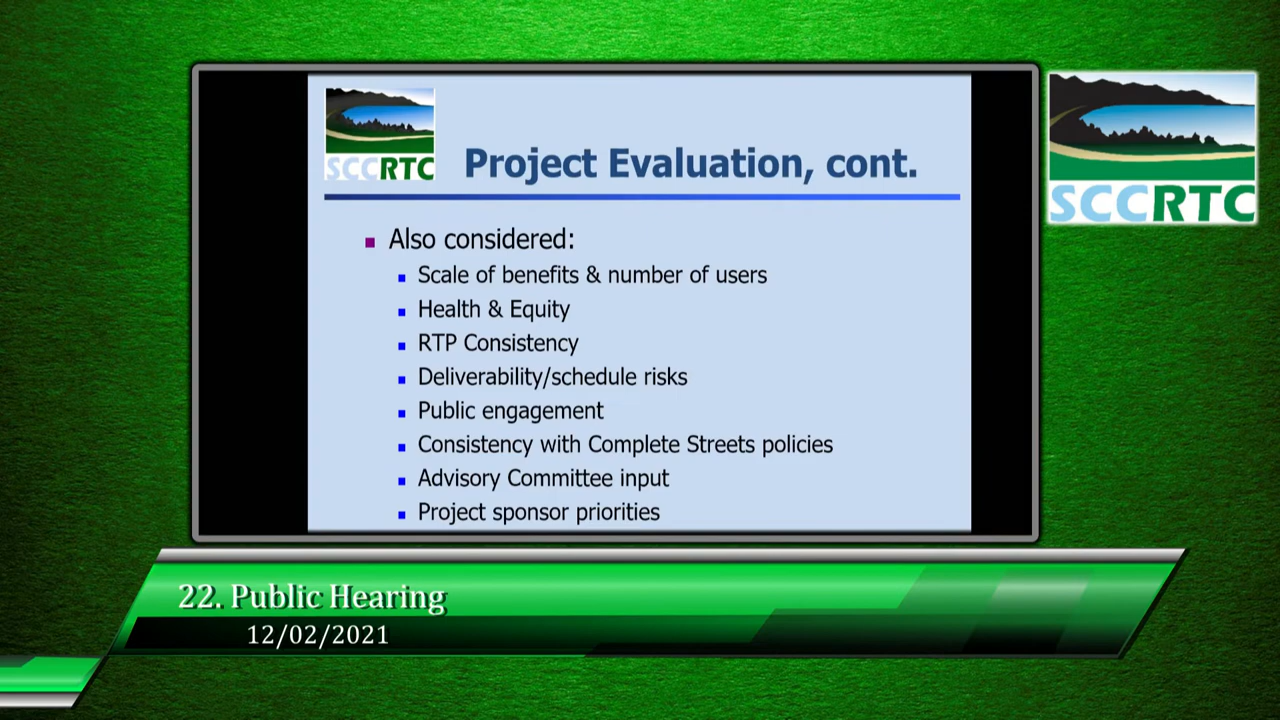 SCCRTC
Project Evaluation, cont.
Also considered:
Scale of benefits & number of users
Health & Equity
RTP Consistency
Deliverability/schedule risks
Public engagement
Consistency with Complete Streets policies
Advisory Committee input
Project sponsor priorities
SCCRTC
22. Public Hearing
12/02/2021